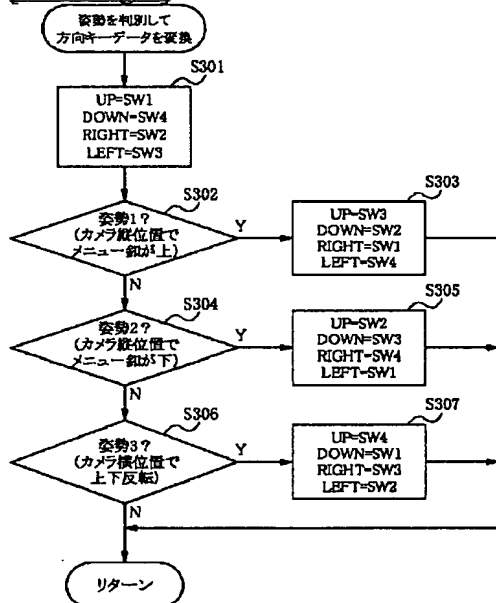 姿勢を判別して
方向キーデータを変換
S301
UP=SW1
DOWN=SW4
RIGHT=SW2
LEFT=SW3
S302
姿勢1?
(カメラ縦位置で
メニュー釦が上)
Y
N
S303
UP=SW3
DOWN=SW2
RIGHT=SW1
LEFT=SW4
S304
姿勢2?
(カメラ縦位置で
メニュー釦が下)
Y
N
S305
UP=SW2
DOWN=SW3
RIGHT=SW4
LEFT=SW1
S306
姿勢3?
(カメラ横位置で
上下反転)
Y
N
S307
UP=SW4
DOWN=SW1
RIGHT=SW3
LEFT=SW2
リターン